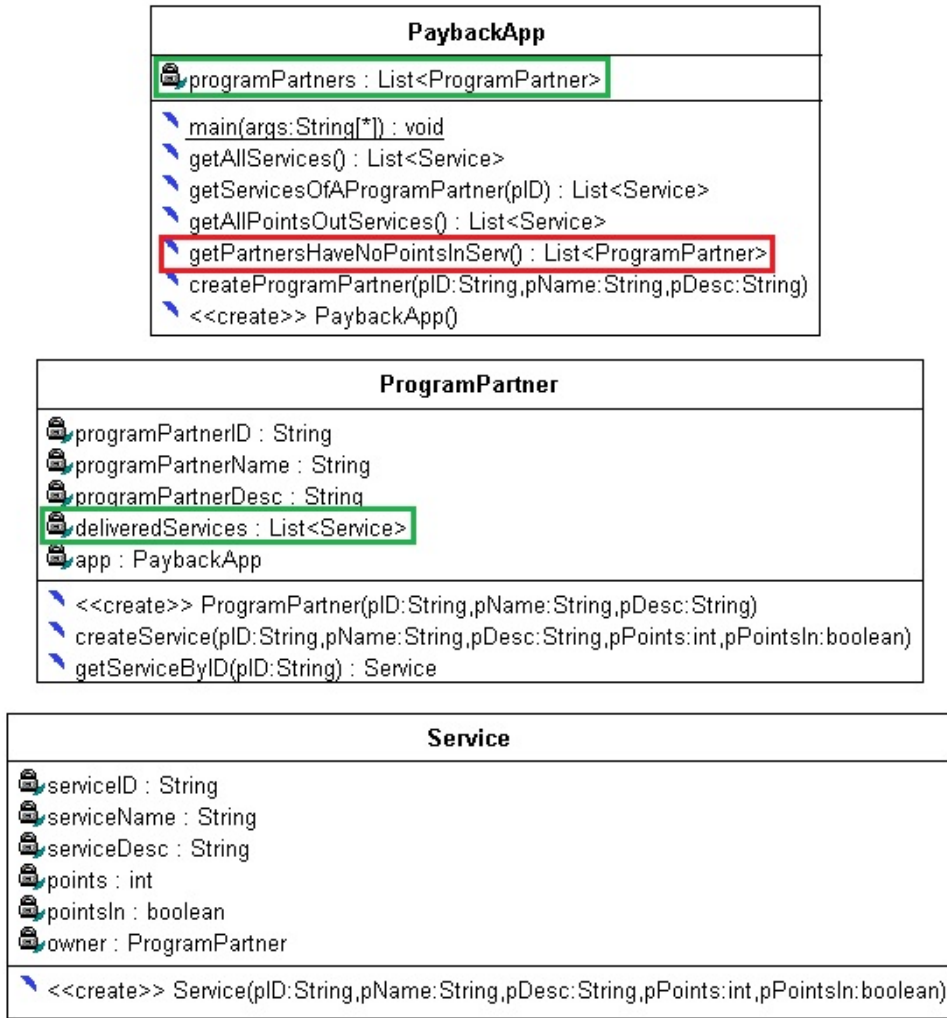 PaybackApp
programPartners : List<ProgramPartner>
main(args:String[*]) : void
getAllServices() : List<Service>
getServicesOfAProgramPartner(pID) : List<Service>
getAllPointsOutServices() : List<Service>
getPartnersHaveNoPointsInServ() : List<ProgramPartner>
createProgramPartner(pID:String,pName:String,pDesc:String)
<<create>> PaybackApp()
ProgramPartner
programPartnerID : String
programPartnerName : String
programPartnerDesc : String
deliveredServices : List<Service>
app : PaybackApp
<<create>> ProgramPartner(pID:String,pName:String,pDesc:String)
createService(pID:String,pName:String,pDesc:String,pPoints:int,pPointsIn:boolean)
getServiceByID(pID:String) : Service
Service
serviceID : String
serviceName : String
serviceDesc : String
points : int
pointsIn : boolean
owner : ProgramPartner
<<create>> Service(pID:String,pName:String,pDesc:String,pPoints:int,pPointsIn:boolean)